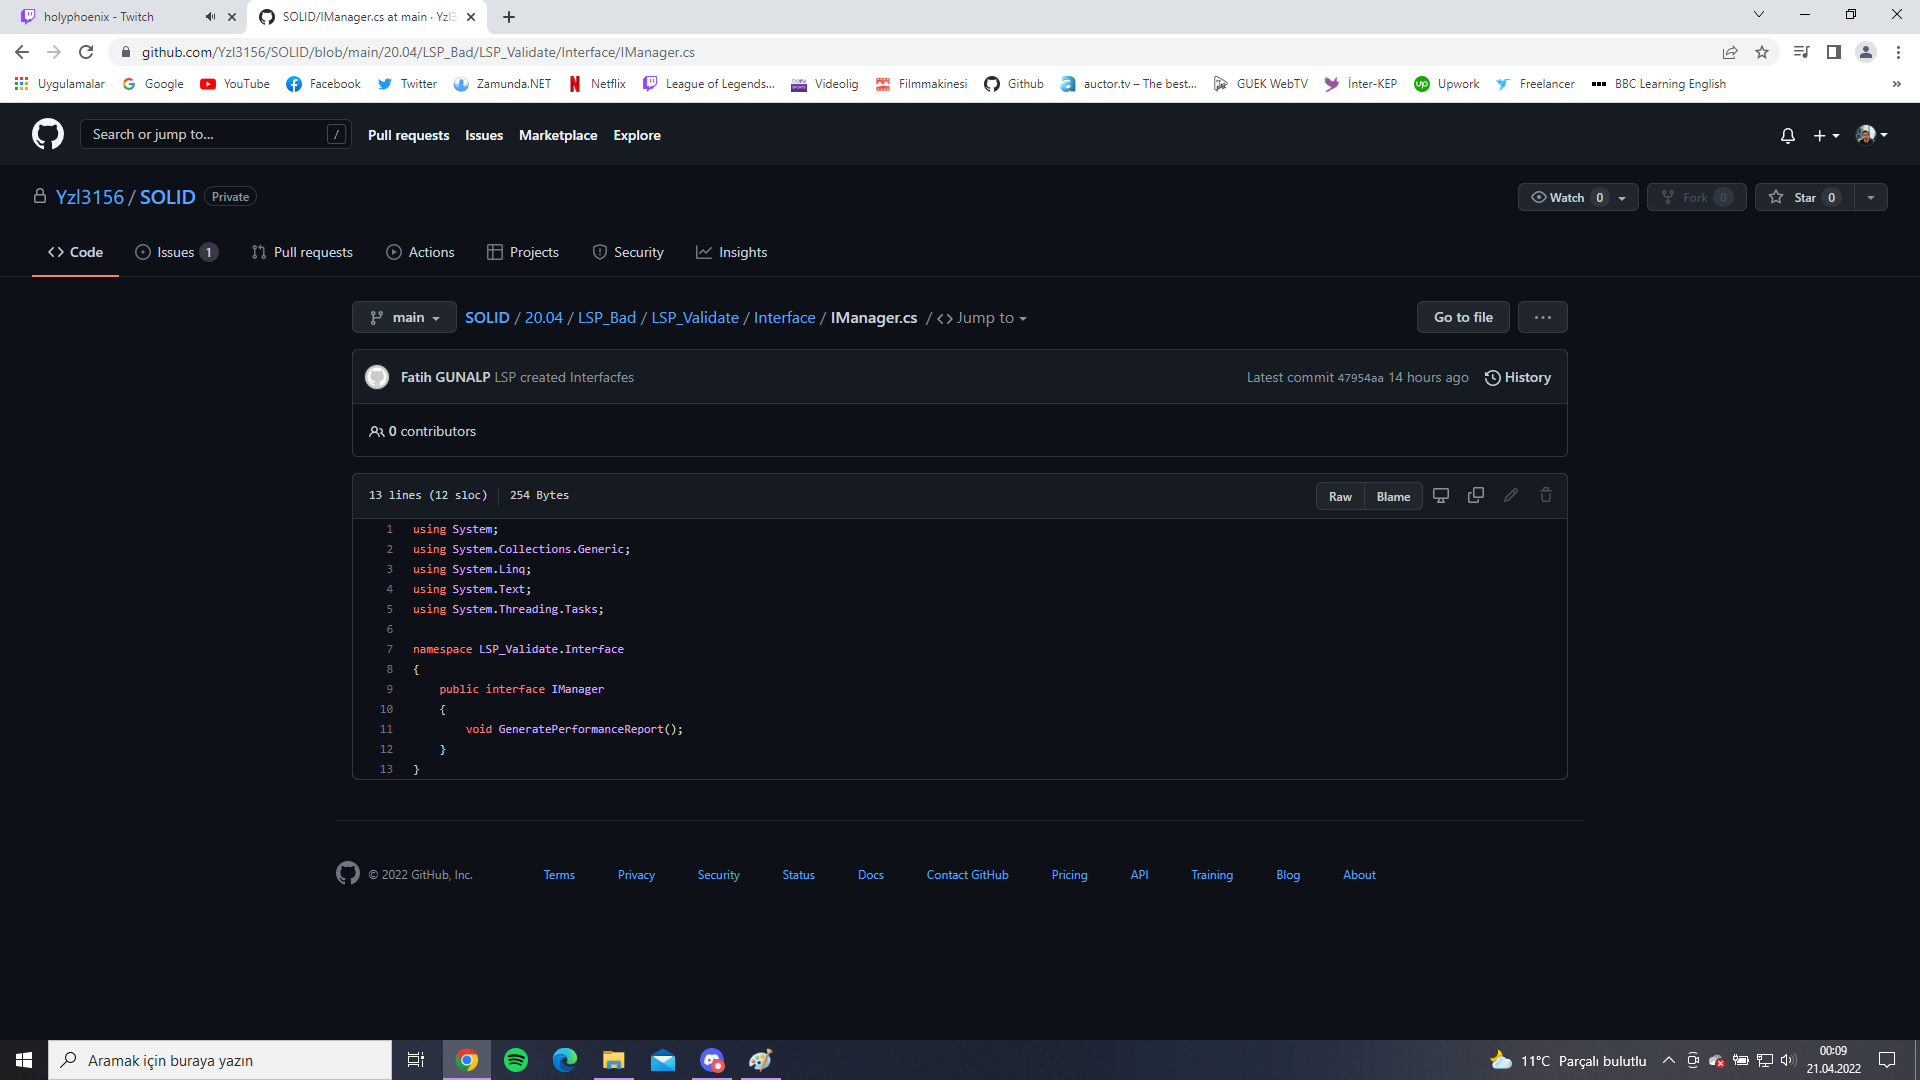 holyphoenix - Twitch
SOLID/IManager.cs at main · Yzl3
github.com/Yzl3156/SOLID/blob/main/20.04/LSP_Bad/LSP_Validate/Interface/IManager.cs
Uygulamalar Google YouTube Facebook Twitter Zamunda.NET Netflix League of Legends... Videolig Filmmakinesi Github auctor.tv – The best... GUEK WebTV İnter-KEP Upwork Freelancer BBC Learning English »
Search or jump to... / Pull requests Issues Marketplace Explore
Yzl3156 / SOLID Private Watch 0 Fork 0 Star 0
Code Issues 1 Pull requests Actions Projects Security Insights
main SOLID / 20.04 / LSP_Bad / LSP_Validate / Interface / IManager.cs / <> Jump to Go to file ...
Fatih GUNALP LSP created Interfacfes Latest commit 47954aa 14 hours ago History
0 contributors
13 lines (12 sloc) 254 Bytes Raw Blame
1 using System;
2 using System.Collections.Generic;
3 using System.Linq;
4 using System.Text;
5 using System.Threading.Tasks;
6
7 namespace LSP_Validate.Interface
8 {
9 public interface IManager
10 {
11 void GeneratePerformanceReport();
12 }
13 }
© 2022 GitHub, Inc. Terms Privacy Security Status Docs Contact GitHub Pricing API Training Blog About
Aramak için buraya yazın 11°C Parçalı bulutlu 00:09
21.04.2022